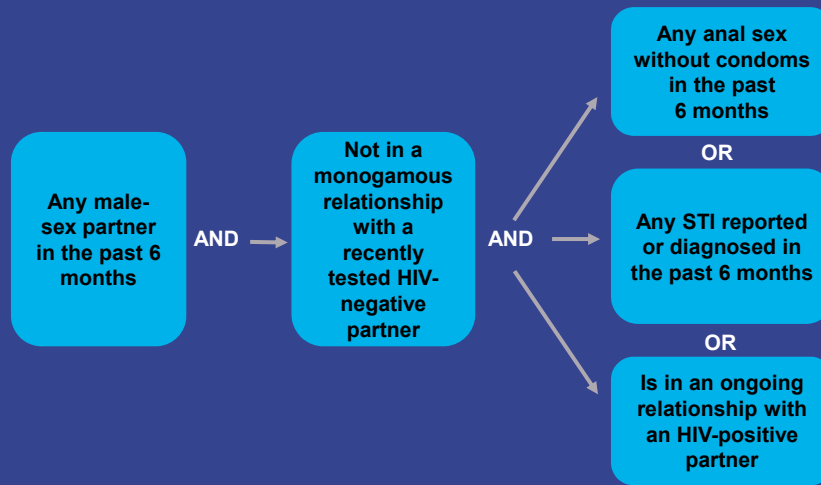 Any male-
sex partner
in the past 6
months
AND
Not in a
monogamous
relationship
with a
recently
tested HIV-
negative
partner
AND
Any anal sex
without condoms
in the past
6 months
OR
Any STI reported
or diagnosed in
the past 6 months
OR
Is in an ongoing
relationship with
an HIV-positive
partner